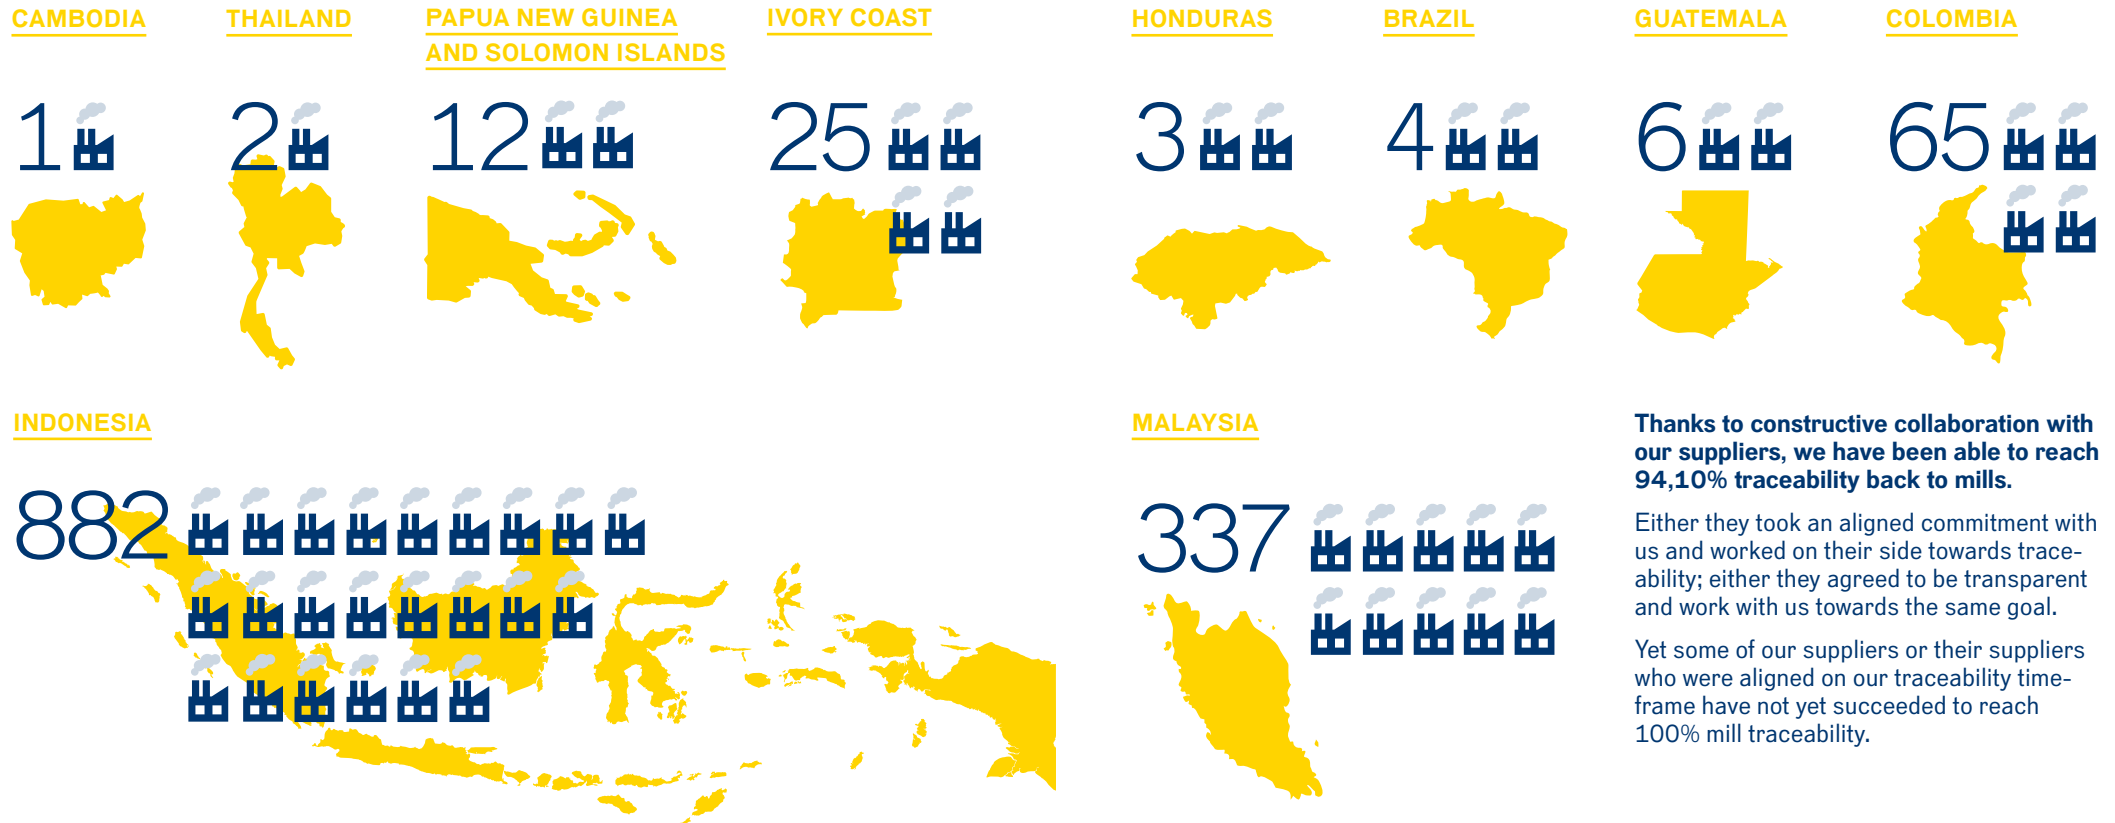 CAMBODIA
THAILAND
PAPUA NEW GUINEA
AND SOLOMON ISLANDS
IVORY COAST
HONDURAS
BRAZIL
GUATEMALA
COLOMBIA
1
2
12
25
3
4
6
65
INDONESIA
882
MALAYSIA
337
Thanks to constructive collaboration with
our suppliers, we have been able to reach
94,10% traceability back to mills.
Either they took an aligned commitment with
us and worked on their side towards trace-
ability; either they agreed to be transparent
and work with us towards the same goal.
Yet some of our suppliers or their suppliers
who were aligned on our traceability time-
frame have not yet succeeded to reach
100% mill traceability.